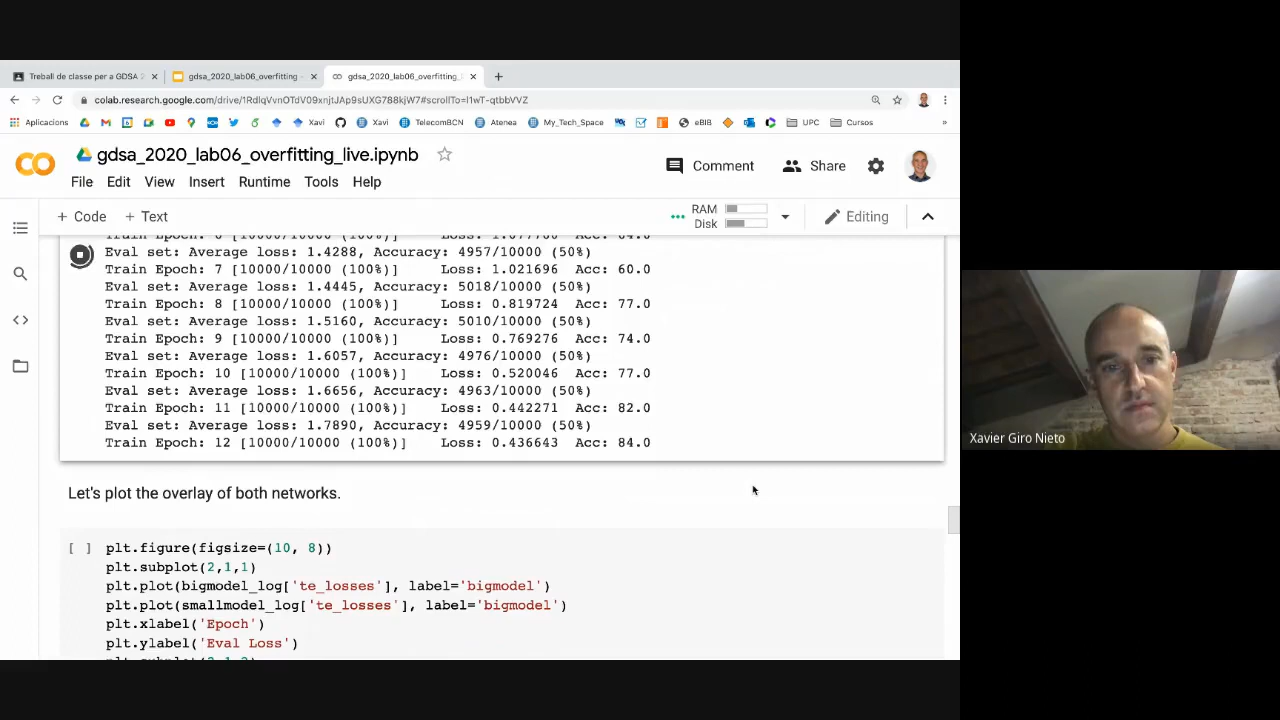 Treball de classe per a GDSA 2
gdsa_2020_lab06_overfitting -
gdsa_2020_lab06_overfitting_
colab.research.google.com/drive/1RdlqVvnOTdV09xnjtJAp9sUXG788kjW7#scrollTo=l1wT-qtbbVVZ
Aplicacions
Xavi
Xavi
TelecomBCN
Atenea
My_Tech_Space
eBIB
UPC
Cursos
»
gdsa_2020_lab06_overfitting_live.ipynb
Comment
Share
File Edit View Insert Runtime Tools Help
+ Code + Text
RAM
Disk
Editing
Eval set: Average loss: 1.4288, Accuracy: 4957/10000 (50%)
Train Epoch: 7 [10000/10000 (100%)] Loss: 1.021696 Acc: 60.0
Eval set: Average loss: 1.4445, Accuracy: 5018/10000 (50%)
Train Epoch: 8 [10000/10000 (100%)] Loss: 0.819724 Acc: 77.0
Eval set: Average loss: 1.5160, Accuracy: 5010/10000 (50%)
Train Epoch: 9 [10000/10000 (100%)] Loss: 0.769276 Acc: 74.0
Eval set: Average loss: 1.6057, Accuracy: 4976/10000 (50%)
Train Epoch: 10 [10000/10000 (100%)] Loss: 0.520046 Acc: 77.0
Eval set: Average loss: 1.6656, Accuracy: 4963/10000 (50%)
Train Epoch: 11 [10000/10000 (100%)] Loss: 0.442271 Acc: 82.0
Eval set: Average loss: 1.7890, Accuracy: 4959/10000 (50%)
Train Epoch: 12 [10000/10000 (100%)] Loss: 0.436643 Acc: 84.0
Let's plot the overlay of both networks.
[ ] plt.figure(figsize=(10, 8))
plt.subplot(2,1,1)
plt.plot(bigmodel_log['te_losses'], label='bigmodel')
plt.plot(smallmodel_log['te_losses'], label='bigmodel')
plt.xlabel('Epoch')
plt.ylabel('Eval Loss')
Xavier Giro Nieto